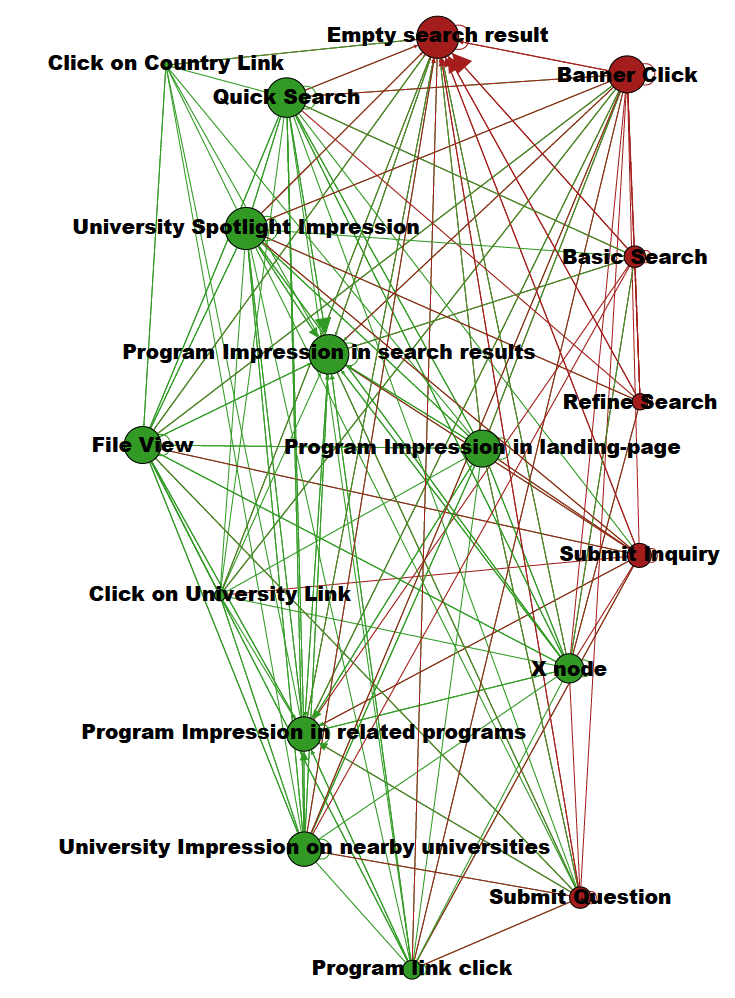 Empty search result
Click on Country Link
Banner Click
Quick Search
University Spotlight Impression
Basic Search
Program Impression in search results
Refine Search
File View
Program Impression in landing-page
Submit Inquiry
Click on University Link
X node
Program Impression in related programs
University Impression on nearby universities
Submit Question
Program link click